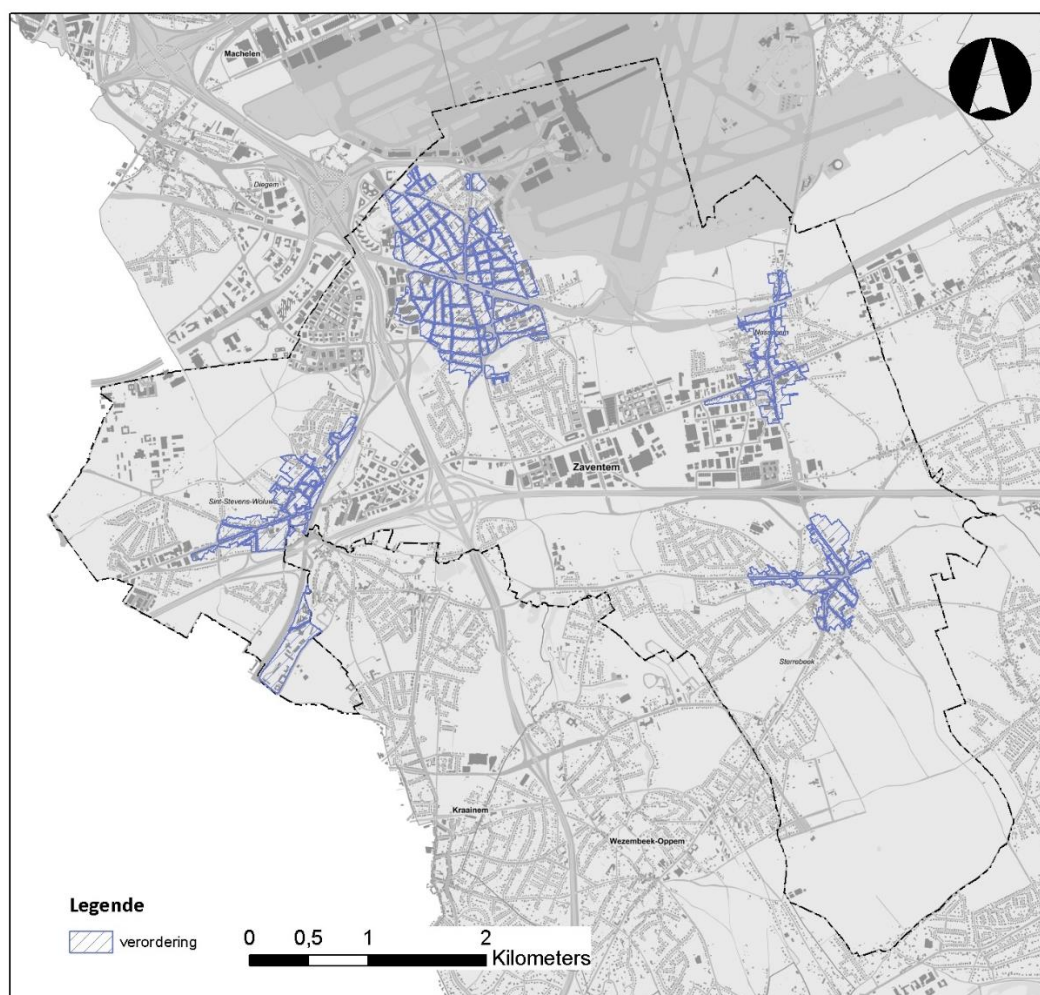 Machelen
Diegem
Nossegem
Zaventem
Sint-Stevens-Woluwe
Sterrebeek
Kraainem
Wezembeek-Oppem
Legende
verordering
0 0,5 1 2
Kilometers